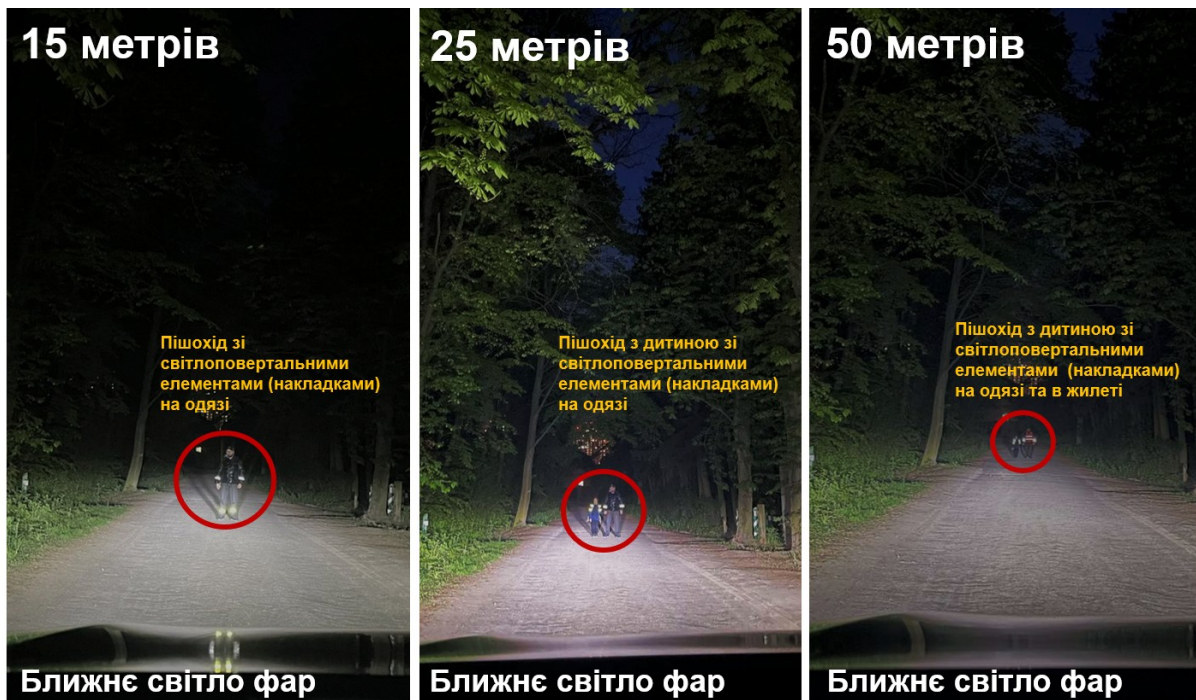 15 метрів
Пішохід зі
світлоповертальними
елементами (накладками)
на одязі
Ближнє світло фар
25 метрів
Пішохід з дитиною зі
світлоповертальними
елементами (накладками)
на одязі
Ближнє світло фар
50 метрів
Пішохід з дитиною зі
світлоповертальними
елементами (накладками)
на одязі та в жилеті
Ближнє світло фар